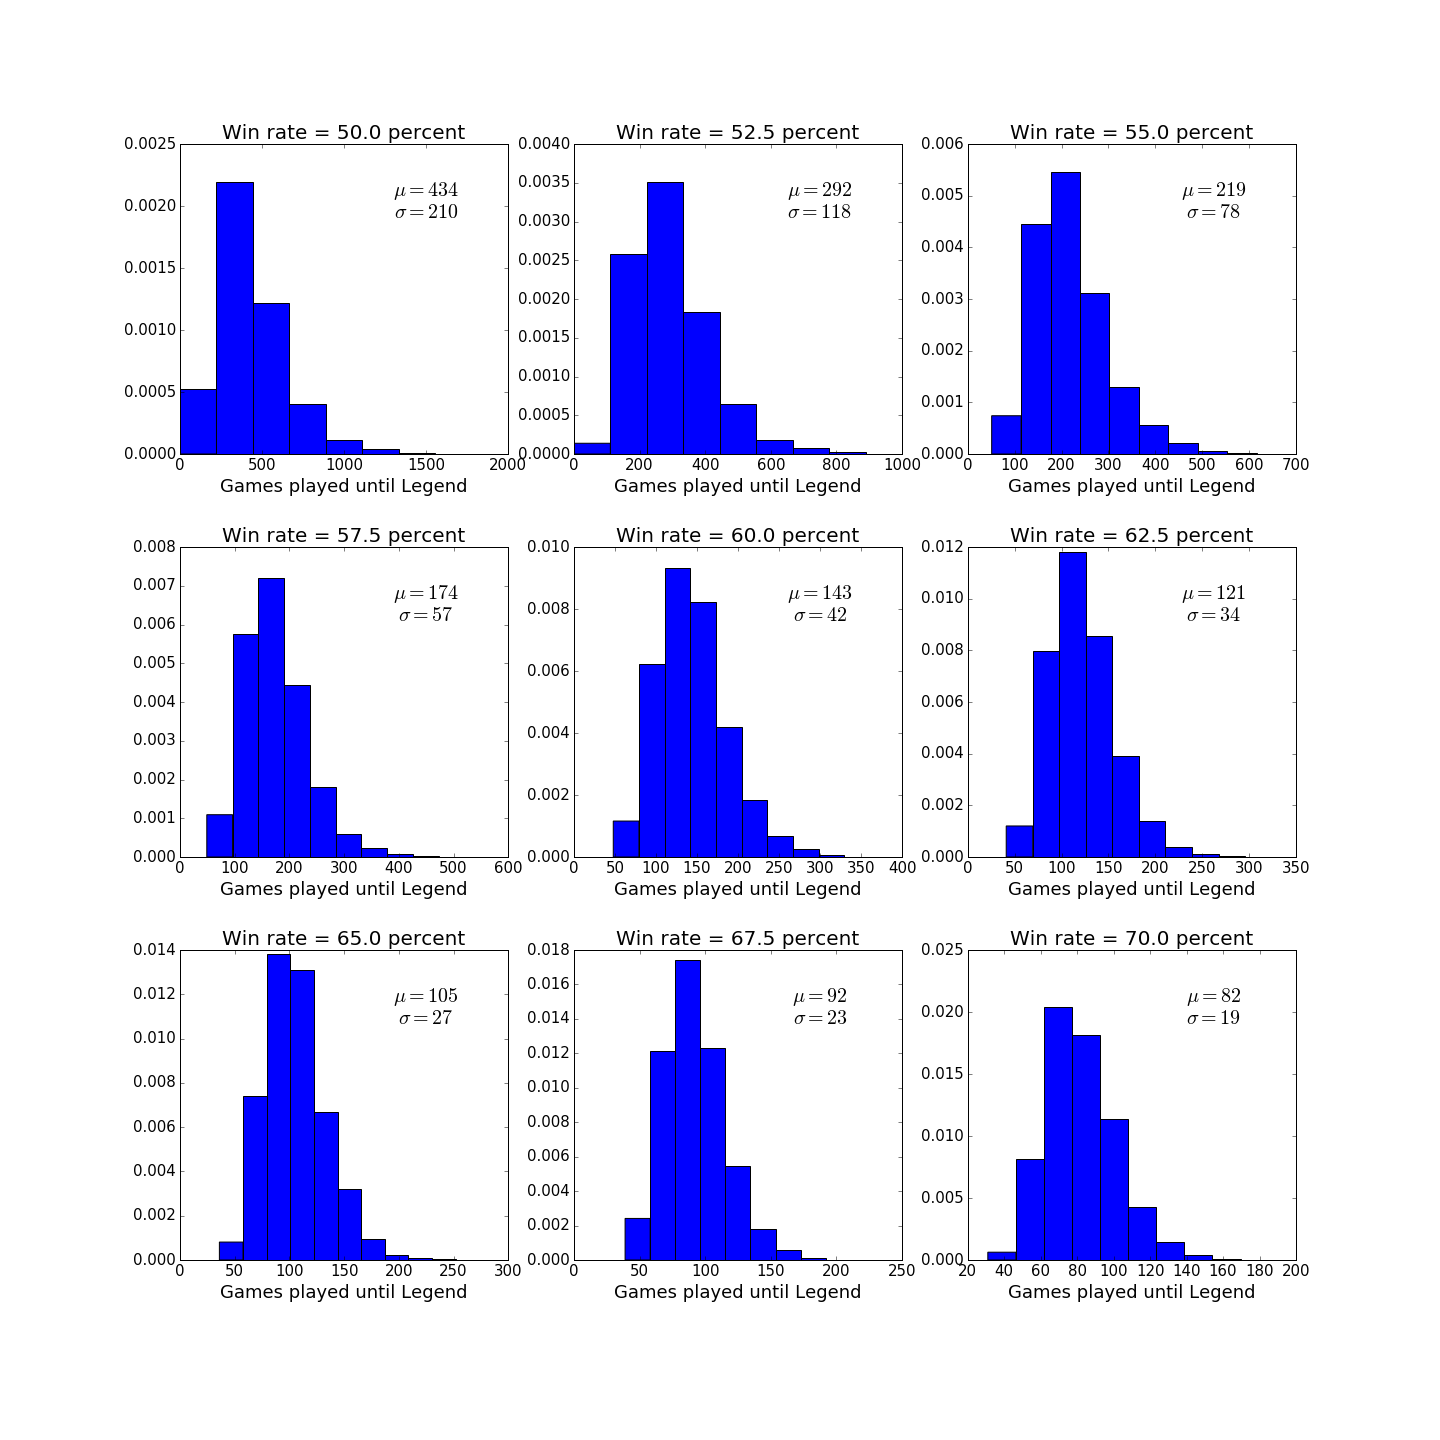 Win rate = 50.0 percent
0.0025
0.0020
0.0015
0.0010
0.0005
0.0000
μ = 434
σ = 210
0 500 1000 1500 2000
Games played until Legend
Win rate = 52.5 percent
0.0040
0.0035
0.0030
0.0025
0.0020
0.0015
0.0010
0.0005
0.0000
μ = 292
σ = 118
0 200 400 600 800 1000
Games played until Legend
Win rate = 55.0 percent
0.006
0.005
0.004
0.003
0.002
0.001
0.000
μ = 219
σ = 78
0 100 200 300 400 500 600 700
Games played until Legend
Win rate = 57.5 percent
0.008
0.007
0.006
0.005
0.004
0.003
0.002
0.001
0.000
μ = 174
σ = 57
0 100 200 300 400 500 600
Games played until Legend
Win rate = 60.0 percent
0.010
0.008
0.006
0.004
0.002
0.000
μ = 143
σ = 42
0 50 100 150 200 250 300 350 400
Games played until Legend
Win rate = 62.5 percent
0.012
0.010
0.008
0.006
0.004
0.002
0.000
μ = 121
σ = 34
0 50 100 150 200 250 300 350
Games played until Legend
Win rate = 65.0 percent
0.014
0.012
0.010
0.008
0.006
0.004
0.002
0.000
μ = 105
σ = 27
0 50 100 150 200 250 300
Games played until Legend
Win rate = 67.5 percent
0.018
0.016
0.014
0.012
0.010
0.008
0.006
0.004
0.002
0.000
μ = 92
σ = 23
0 50 100 150 200 250
Games played until Legend
Win rate = 70.0 percent
0.025
0.020
0.015
0.010
0.005
0.000
μ = 82
σ = 19
20 40 60 80 100 120 140 160 180 200
Games played until Legend